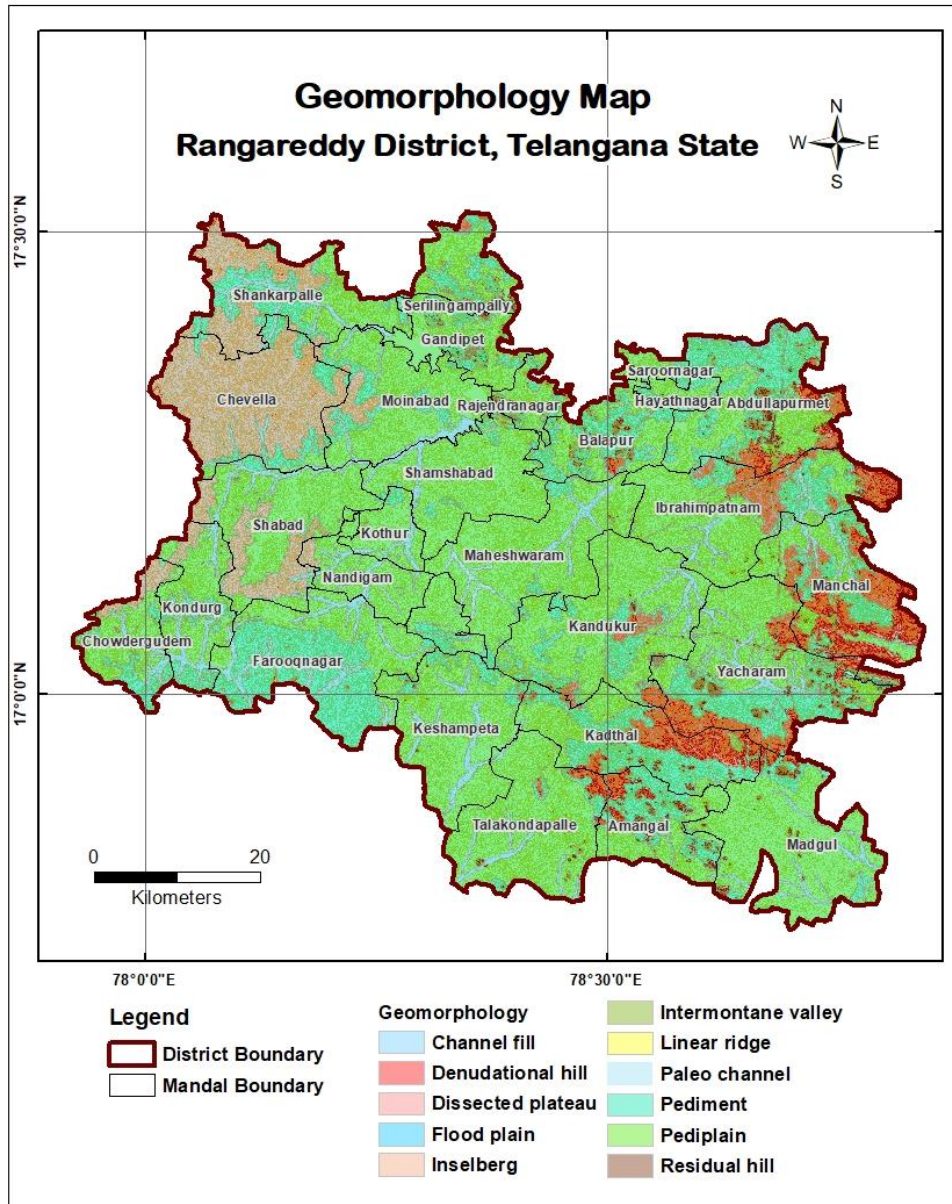 Geomorphology Map
Rangareddy District, Telangana State
N
W E
S
17°30'0"N
17°0'0"N
Shankarpalle
Serilingampally
Gandipet
Chevella
Moinabad
Rajendranagar
Saroornagar
Hayathnagar
Abdullapurmet
Balapur
Shamshabad
Ibrahimpatnam
Shabad
Kothur
Maheshwaram
Nandigam
Manchal
Kondurg
Chowdergudem
Kandukur
Farooqnagar
Yacharam
Keshampeta
Kadthal
Talakondapalle
Amangal
Madgul
0 20
Kilometers
78°0'0"E
78°30'0"E
Legend
District Boundary
Mandal Boundary
Geomorphology
Channel fill
Denudational hill
Dissected plateau
Flood plain
Inselberg
Intermontane valley
Linear ridge
Paleo channel
Pediment
Pediplain
Residual hill